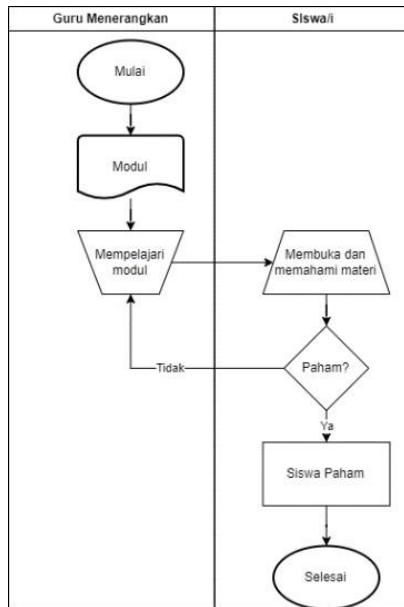 Guru Menerangkan
Siswa/i
Mulai
Modul
Mempelajari
modul
Membuka dan
memahami materi
Paham?
Tidak
Ya
Siswa Paham
Selesai